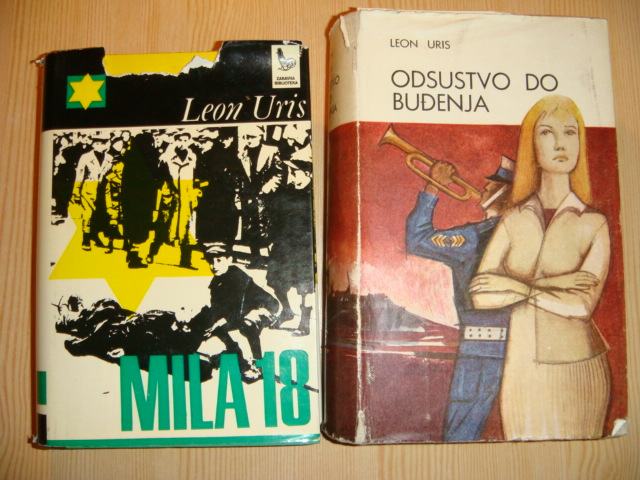 ZABAVNA
BIBLIOTEKA
Leon Uris
MILA 18
LEON URIS
ODSUSTVO DO
BUĐENJA